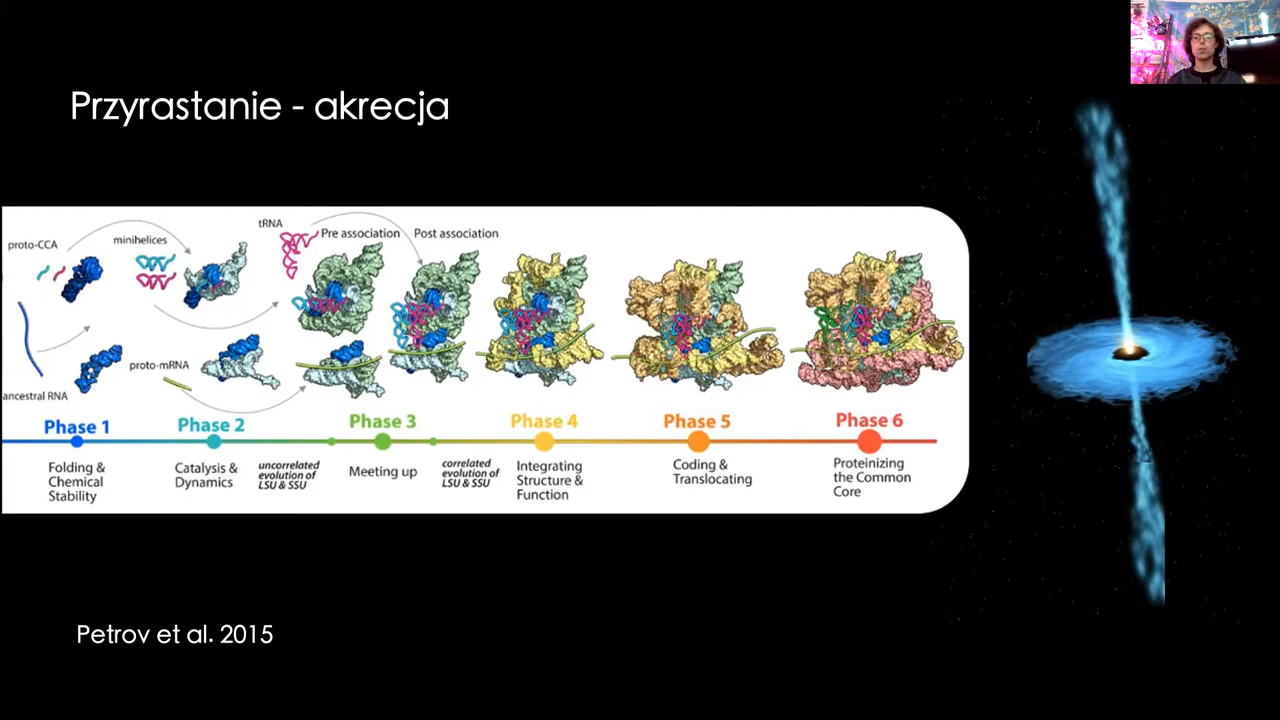 Przyrastanie - akrecja
proto-CCA
minihelices
tRNA
Pre association
Post association
ancestral RNA
proto-mRNA
Phase 1
Phase 2
Phase 3
Phase 4
Phase 5
Phase 6
Folding &
Chemical
Stability
Catalysis &
Dynamics
uncorrelated
evolution of
LSU & SSU
Meeting up
correlated
evolution of
LSU & SSU
Integrating
Structure &
Function
Coding &
Translocating
Proteinizing
the Common
Core
Petrov et al. 2015